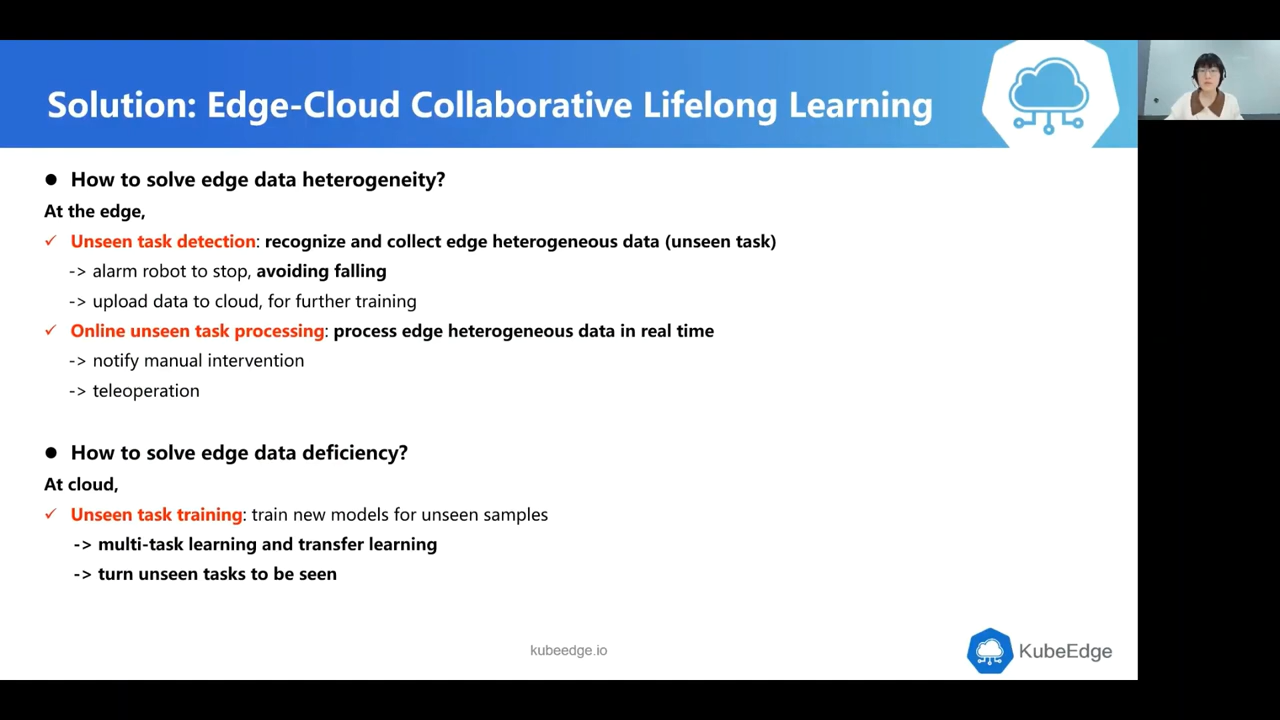 Solution: Edge-Cloud Collaborative Lifelong Learning
● How to solve edge data heterogeneity?
At the edge,
✓ Unseen task detection: recognize and collect edge heterogeneous data (unseen task)
-> alarm robot to stop, avoiding falling
-> upload data to cloud, for further training
✓ Online unseen task processing: process edge heterogeneous data in real time
-> notify manual intervention
-> teleoperation
● How to solve edge data deficiency?
At cloud,
✓ Unseen task training: train new models for unseen samples
-> multi-task learning and transfer learning
-> turn unseen tasks to be seen
kubeedge.io
KubeEdge